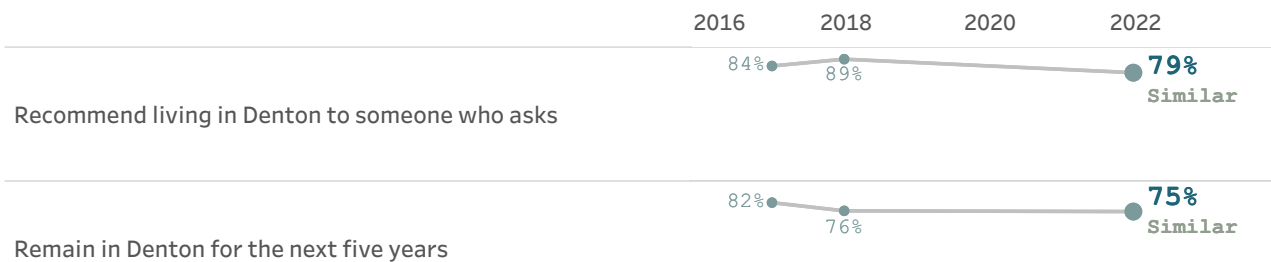 2016 2018 2020 2022
84% 89% 79%
Similar
Recommend living in Denton to someone who asks
82% 76% 75%
Similar
Remain in Denton for the next five years